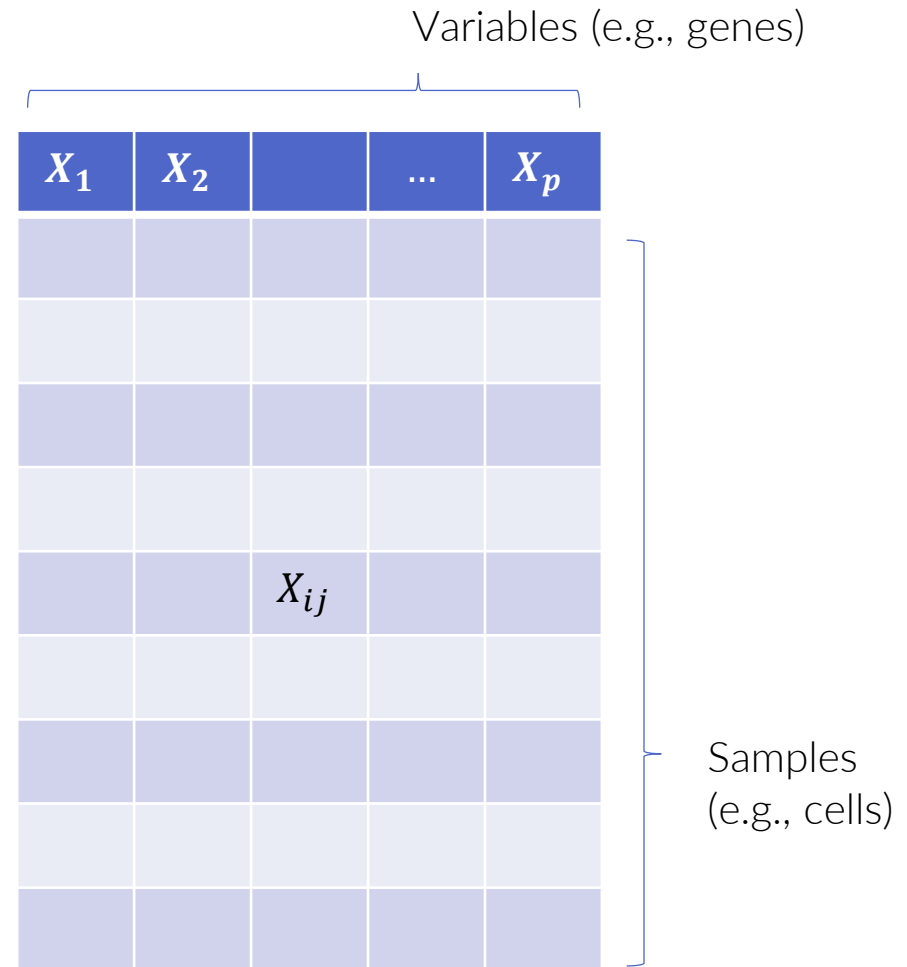 Variables (e.g., genes)
X₁ X₂ ... Xₚ
Xᵢⱼ
Samples
(e.g., cells)